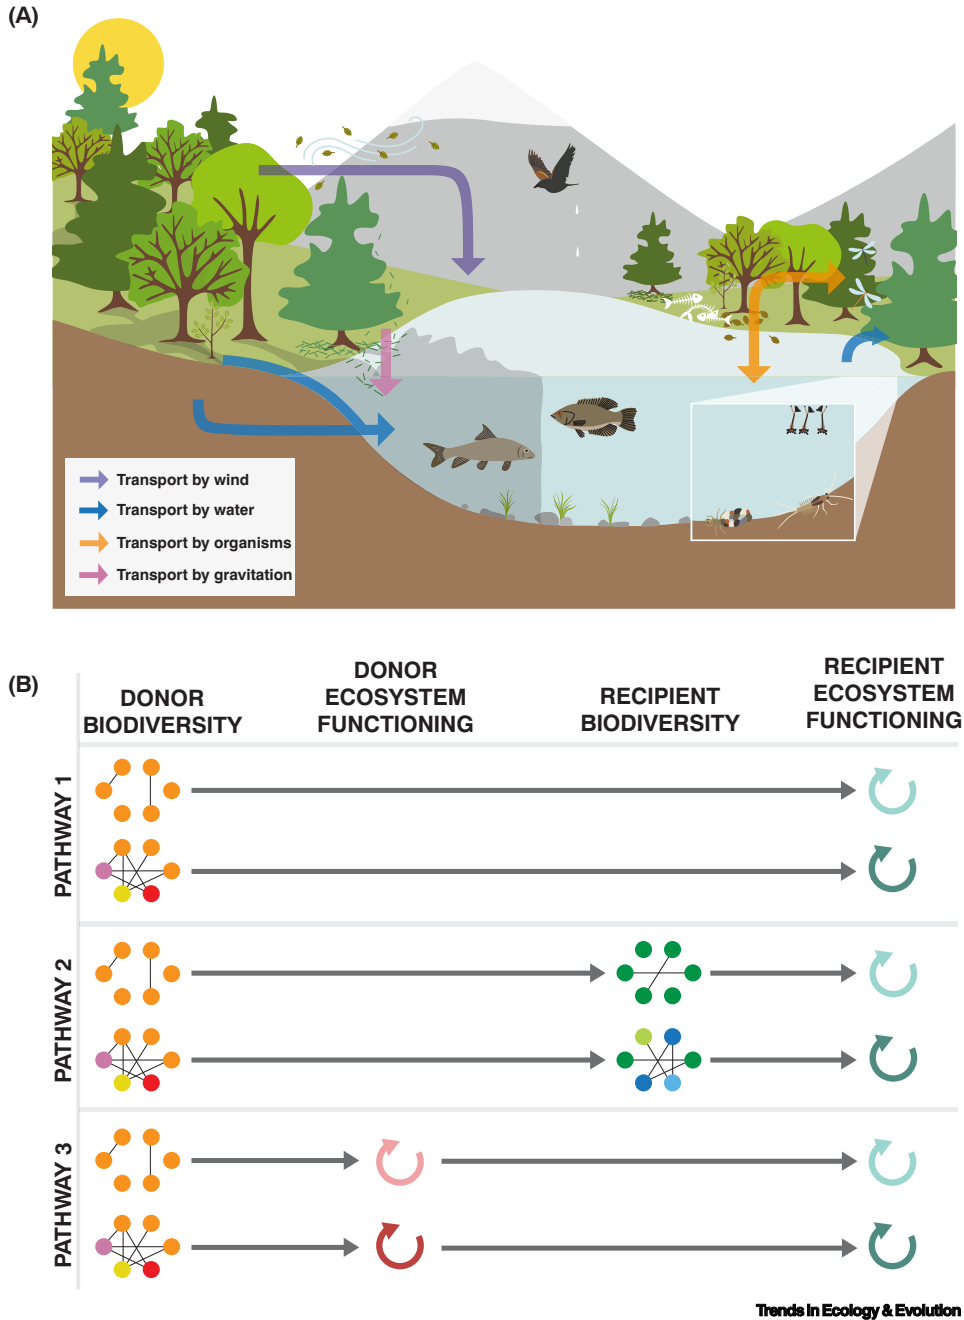 (A)
Transport by wind
Transport by water
Transport by organisms
Transport by gravitation
(B)
DONOR
BIODIVERSITY
DONOR
ECOSYSTEM
FUNCTIONING
RECIPIENT
BIODIVERSITY
RECIPIENT
ECOSYSTEM
FUNCTIONING
PATHWAY 1
PATHWAY 2
PATHWAY 3
Trends in Ecology & Evolution